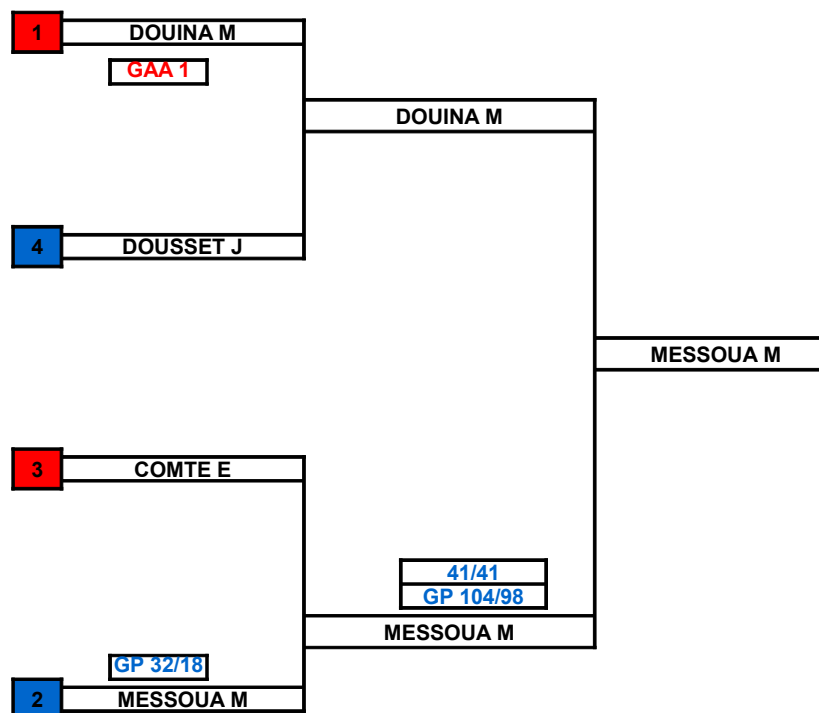 1 DOUINA M
GAA 1
DOUINA M
4 DOUSSET J
MESSOUA M
3 COMTE E
41/41
GP 104/98
MESSOUA M
GP 32/18
2 MESSOUA M